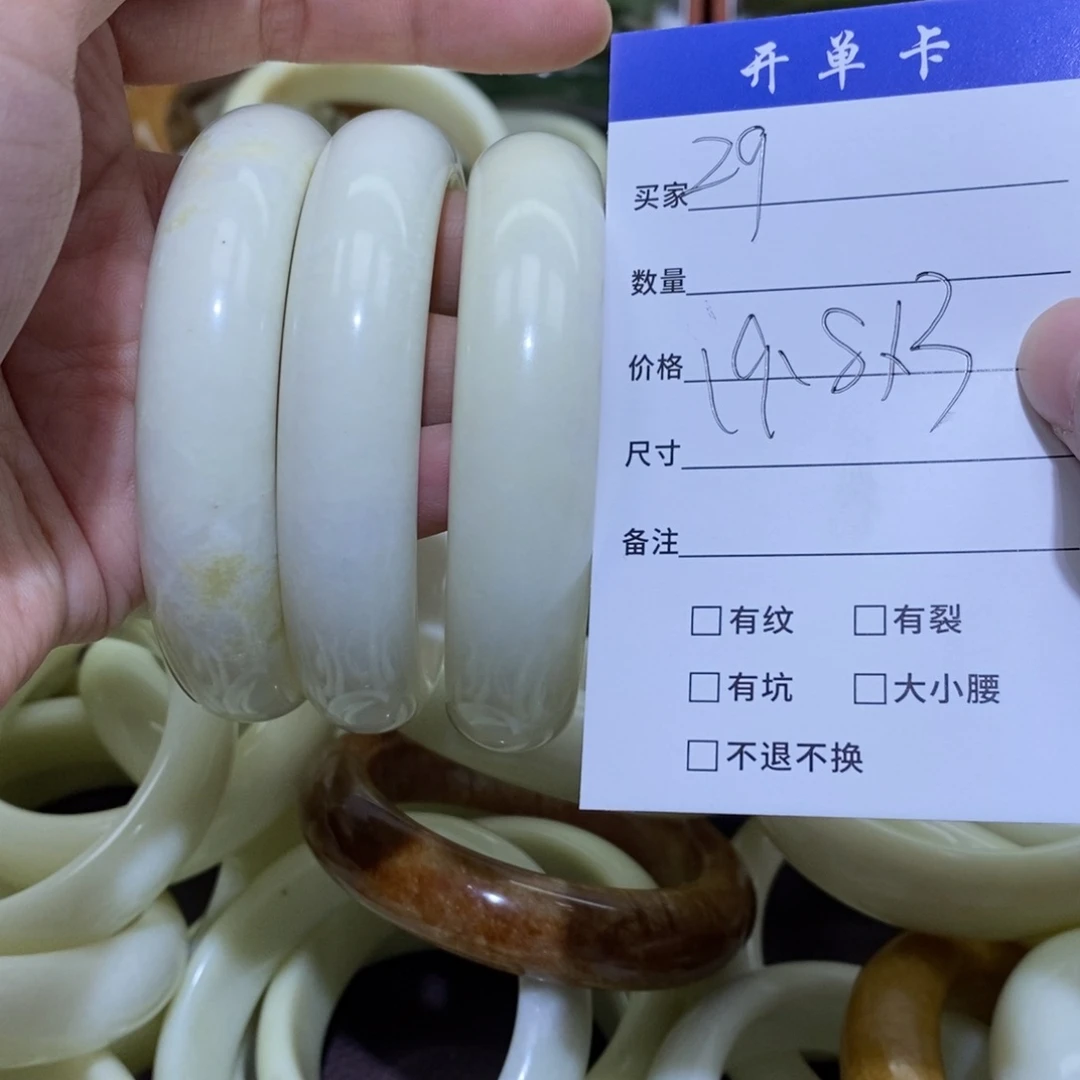 开单卡
买家 29
数量
价格 19.8x3
尺寸
备注
□有纹 □有裂
□有坑 □大小腰
□不退不换